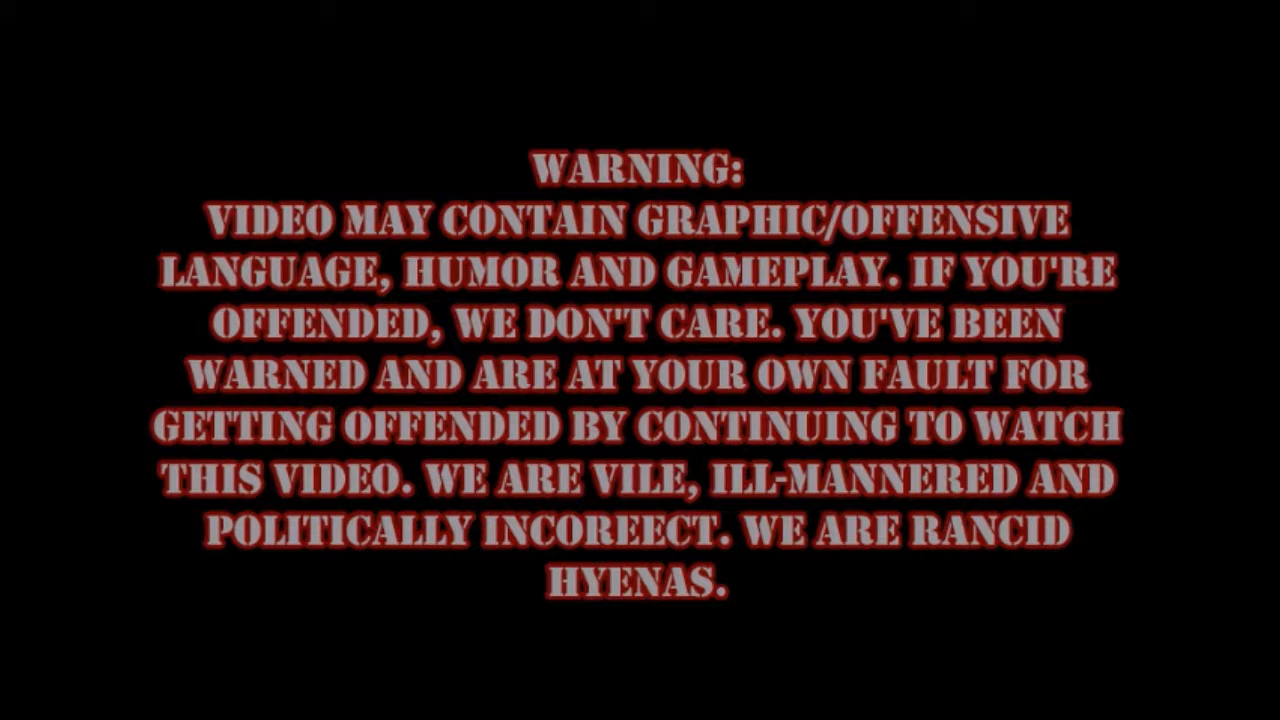 WARNING:
VIDEO MAY CONTAIN GRAPHIC/OFFENSIVE
LANGUAGE, HUMOR AND GAMEPLAY. IF YOU'RE
OFFENDED, WE DON'T CARE. YOU'VE BEEN
WARNED AND ARE AT YOUR OWN FAULT FOR
GETTING OFFENDED BY CONTINUING TO WATCH
THIS VIDEO. WE ARE VILE, ILL-MANNERED AND
POLITICALLY INCOREECT. WE ARE RANCID
HYENAS.